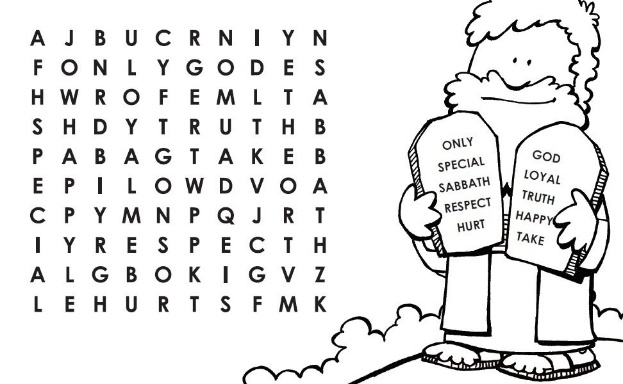 A J B U C R N I Y N
F O N L Y G O D E S
H W R O F E M L T A
S H D Y T R U T H B
P A B A G T A K E B
E P I L O W D V O A
C P Y M N P Q J R T
I Y R E S P E C T H
A L G B O K I G V Z
L E H U R T S F M K
ONLY
SPECIAL
SABBATH
RESPECT
HURT
GOD
LOYAL
TRUTH
HAPPY
TAKE